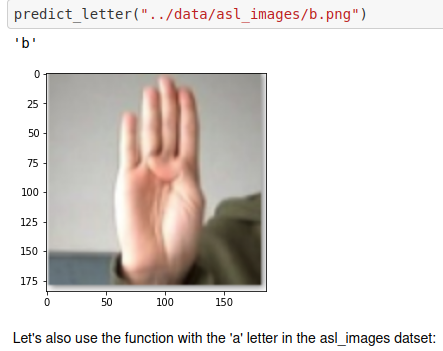 predict_letter("../data/asl_images/b.png")
'b'
0
25
50
75
100
125
150
175
0 50 100 150
Let's also use the function with the 'a' letter in the asl_images datset: